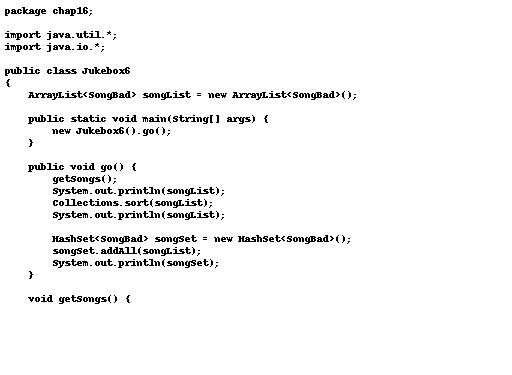 package chap16;

import java.util.*;
import java.io.*;

public class Jukebox6
{
    ArrayList<SongBad> songList = new ArrayList<SongBad>();

    public static void main(String[] args) {
        new Jukebox6().go();
    }

    public void go() {
        getSongs();
        System.out.println(songList);
        Collections.sort(songList);
        System.out.println(songList);

        HashSet<SongBad> songSet = new HashSet<SongBad>();
        songSet.addAll(songList);
        System.out.println(songSet);
    }

    void getSongs() {